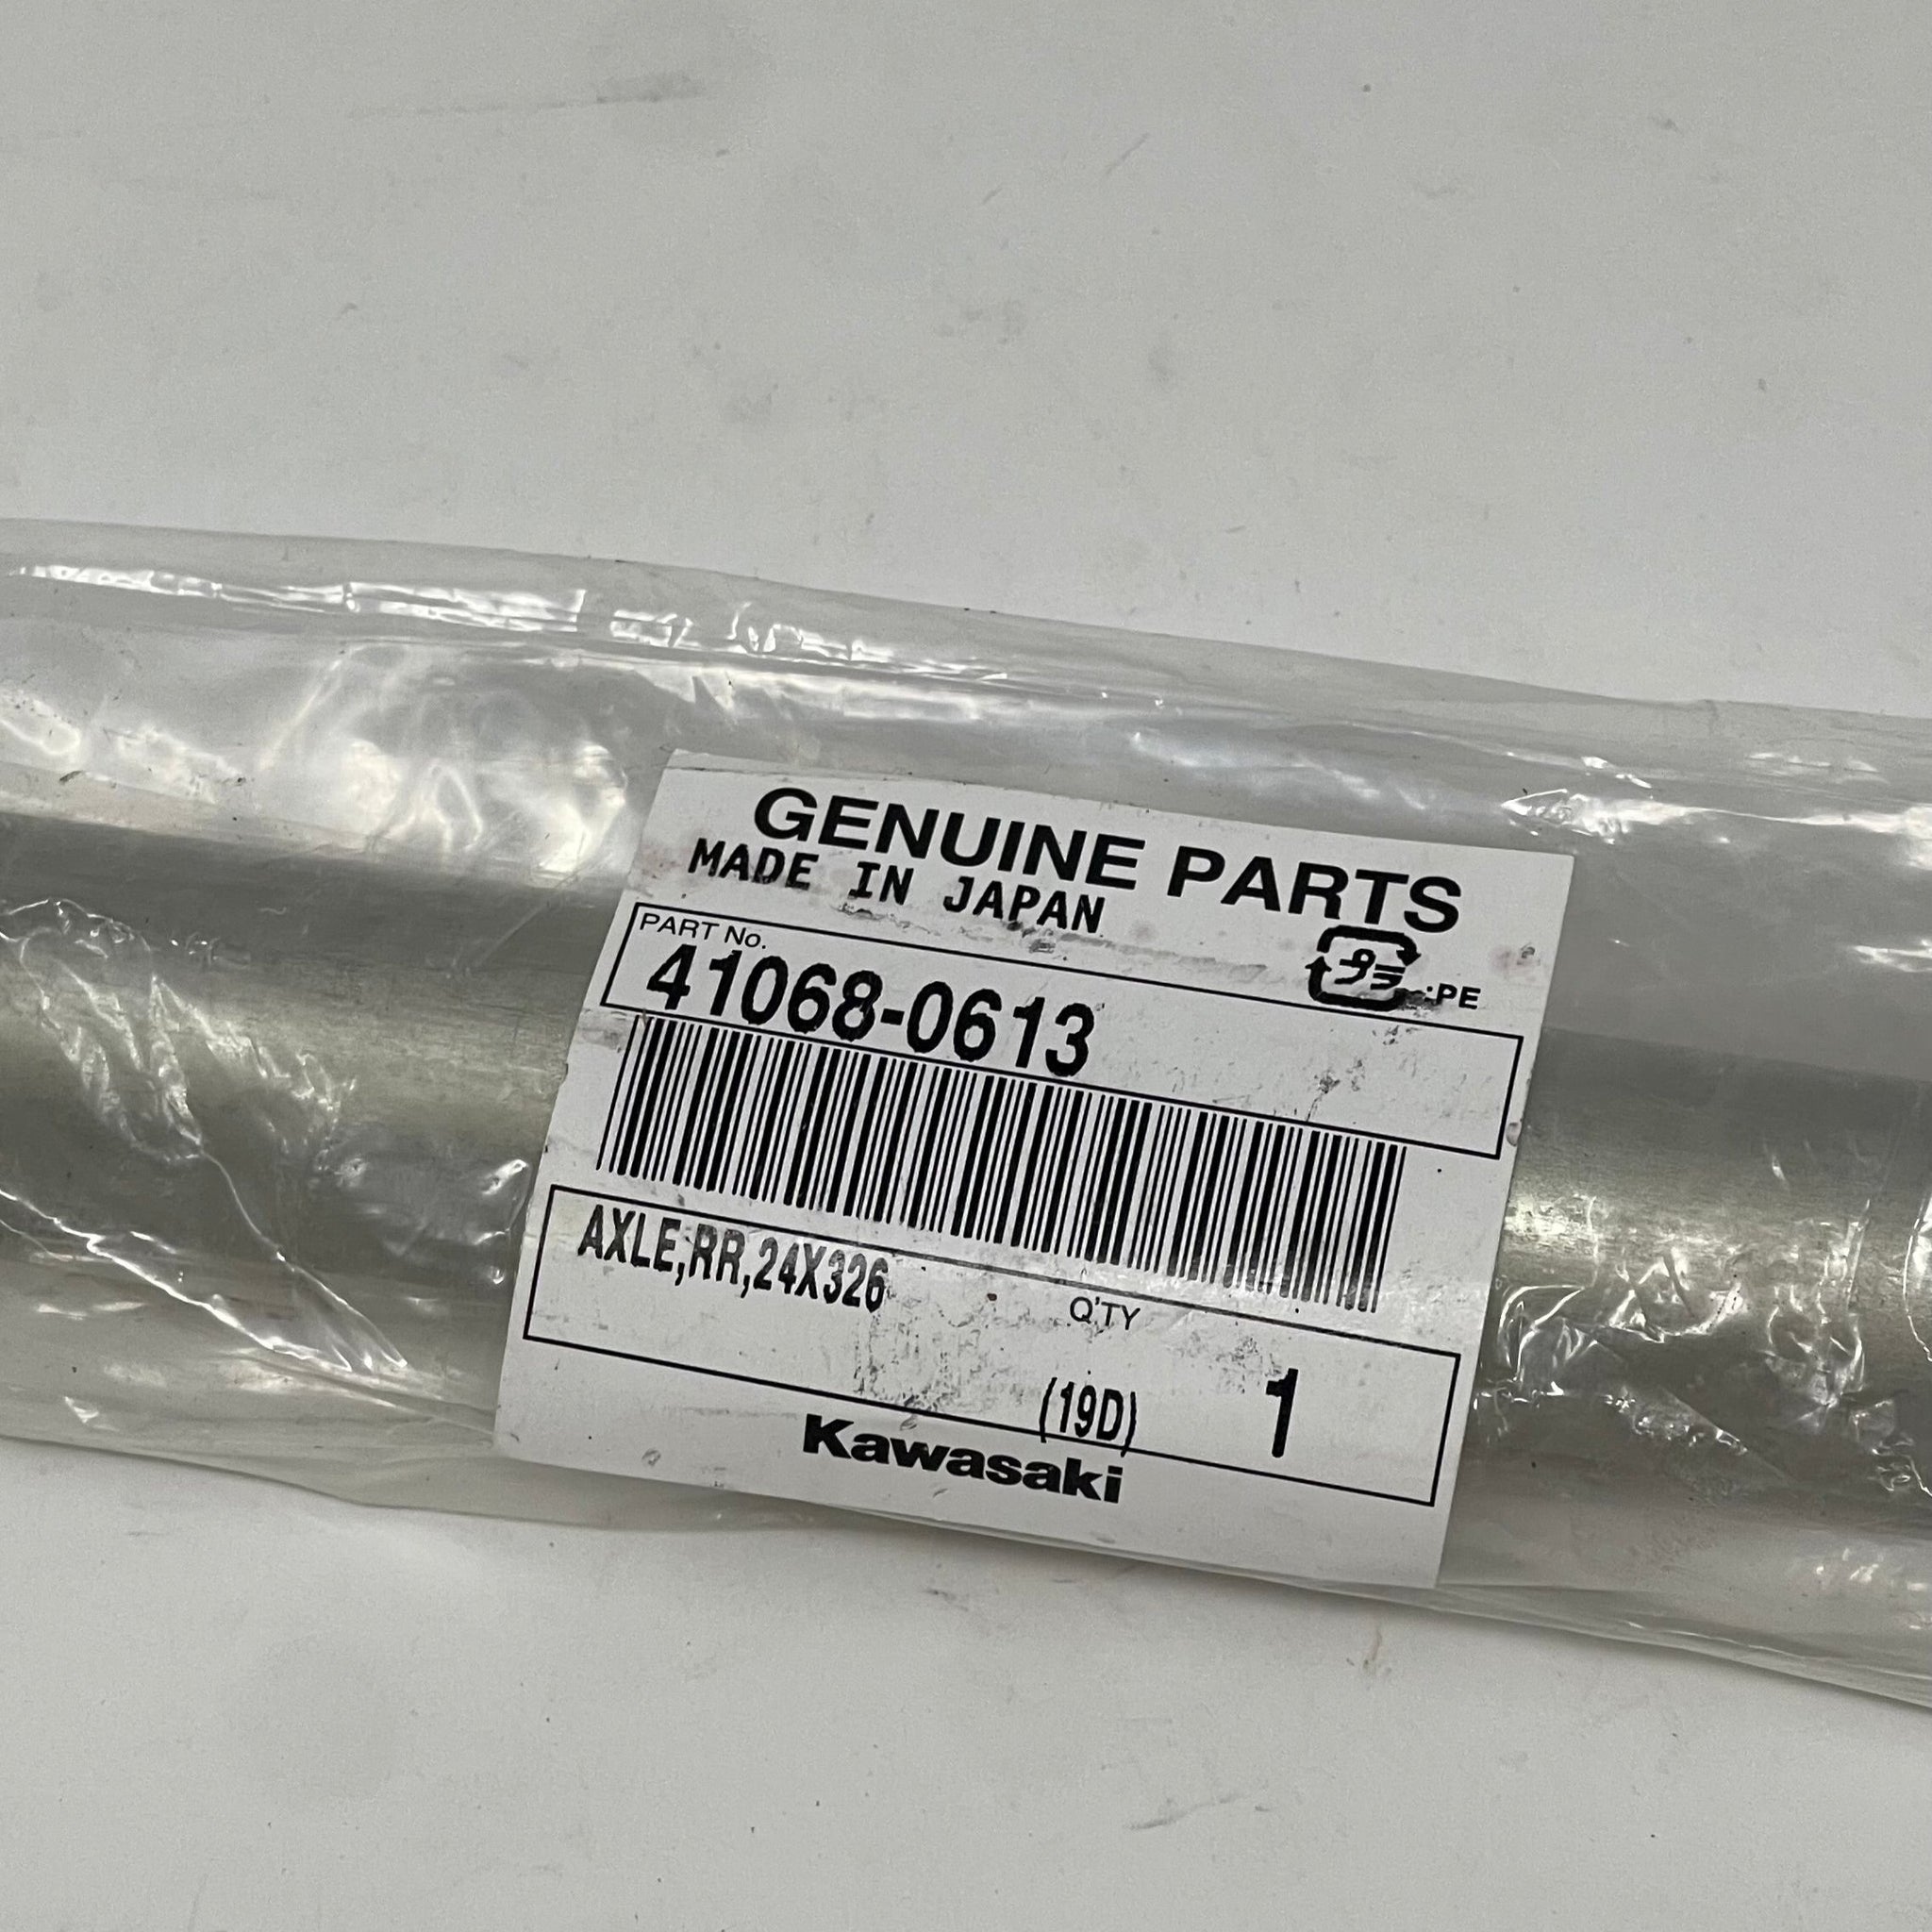 GENUINE PARTS
MADE IN JAPAN
プラ :PE
PART No.
41068-0613
AXLE,RR,24X326
Q'TY
(19D) 1
Kawasaki